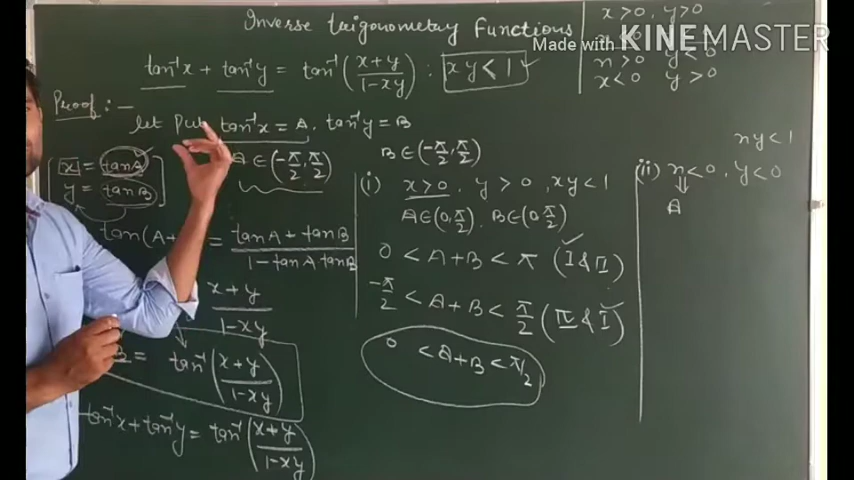 Inverse trigonometry Functions
Made with KINEMASTER
x > 0, y > 0
n > 0 y < 0
x < 0 y > 0
tan⁻¹x + tan⁻¹y = tan⁻¹(x+y/1-xy) : xy < 1
Proof :-
let Put tan⁻¹x = A, tan⁻¹y = B
x = tanA
y = tanB
A ∈ (-π/2, π/2)
B ∈ (-π/2, π/2)
tan(A+ = tanA + tanB/1 - tanA tanB
x+y/1-xy
= tan⁻¹(x+y/1-xy)
tan⁻¹x + tan⁻¹y = tan⁻¹(x+y/1-xy)
(i) x > 0, y > 0, xy < 1
A ∈ (0, π/2). B ∈ (0 π/2)
0 < A+B < π (I & II)
-π/2 < A+B < π/2 (IV & I)
0 < A+B < π/2
ny < 1
(ii) n < 0, y < 0
⇓
A